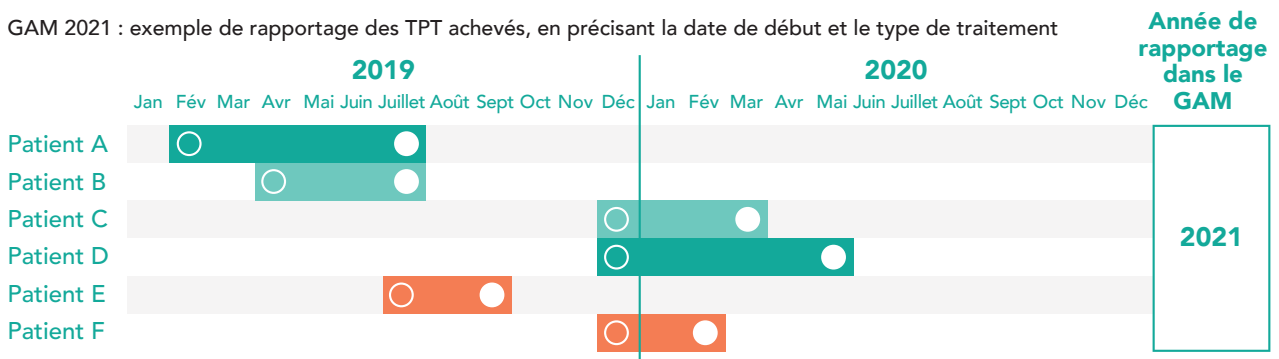 GAM 2021 : exemple de rapportage des TPT achevés, en précisant la date de début et le type de traitement
Année de
rapportage
dans le
GAM
2019
2020
Jan Fév Mar Avr Mai Juin Juillet Août Sept Oct Nov Déc Jan Fév Mar Avr Mai Juin Juillet Août Sept Oct Nov Déc
Patient A
Patient B
Patient C
Patient D
2021
Patient E
Patient F